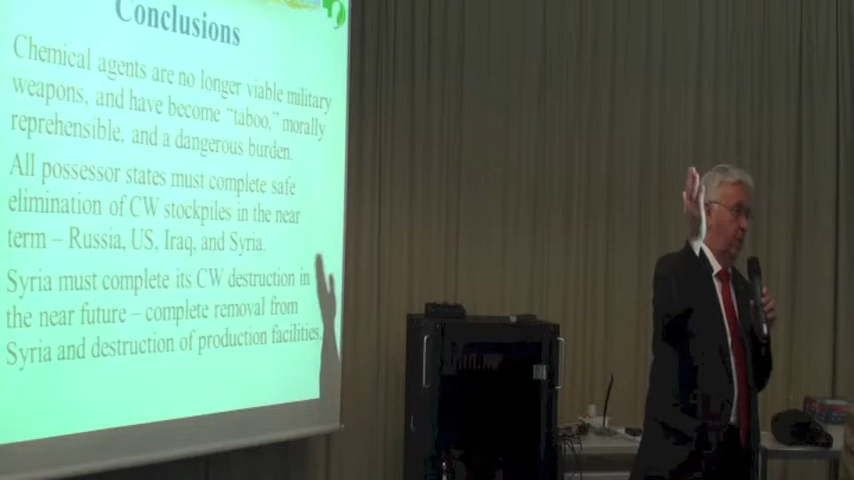 Conclusions
Chemical agents are no longer viable military
weapons, and have become "taboo," morally
reprehensible, and a dangerous burden.
All possessor states must complete safe
elimination of CW stockpiles in the near
term – Russia, US, Iraq, and Syria.
Syria must complete its CW destruction in
the near future – complete removal from
Syria and destruction of production facilities.